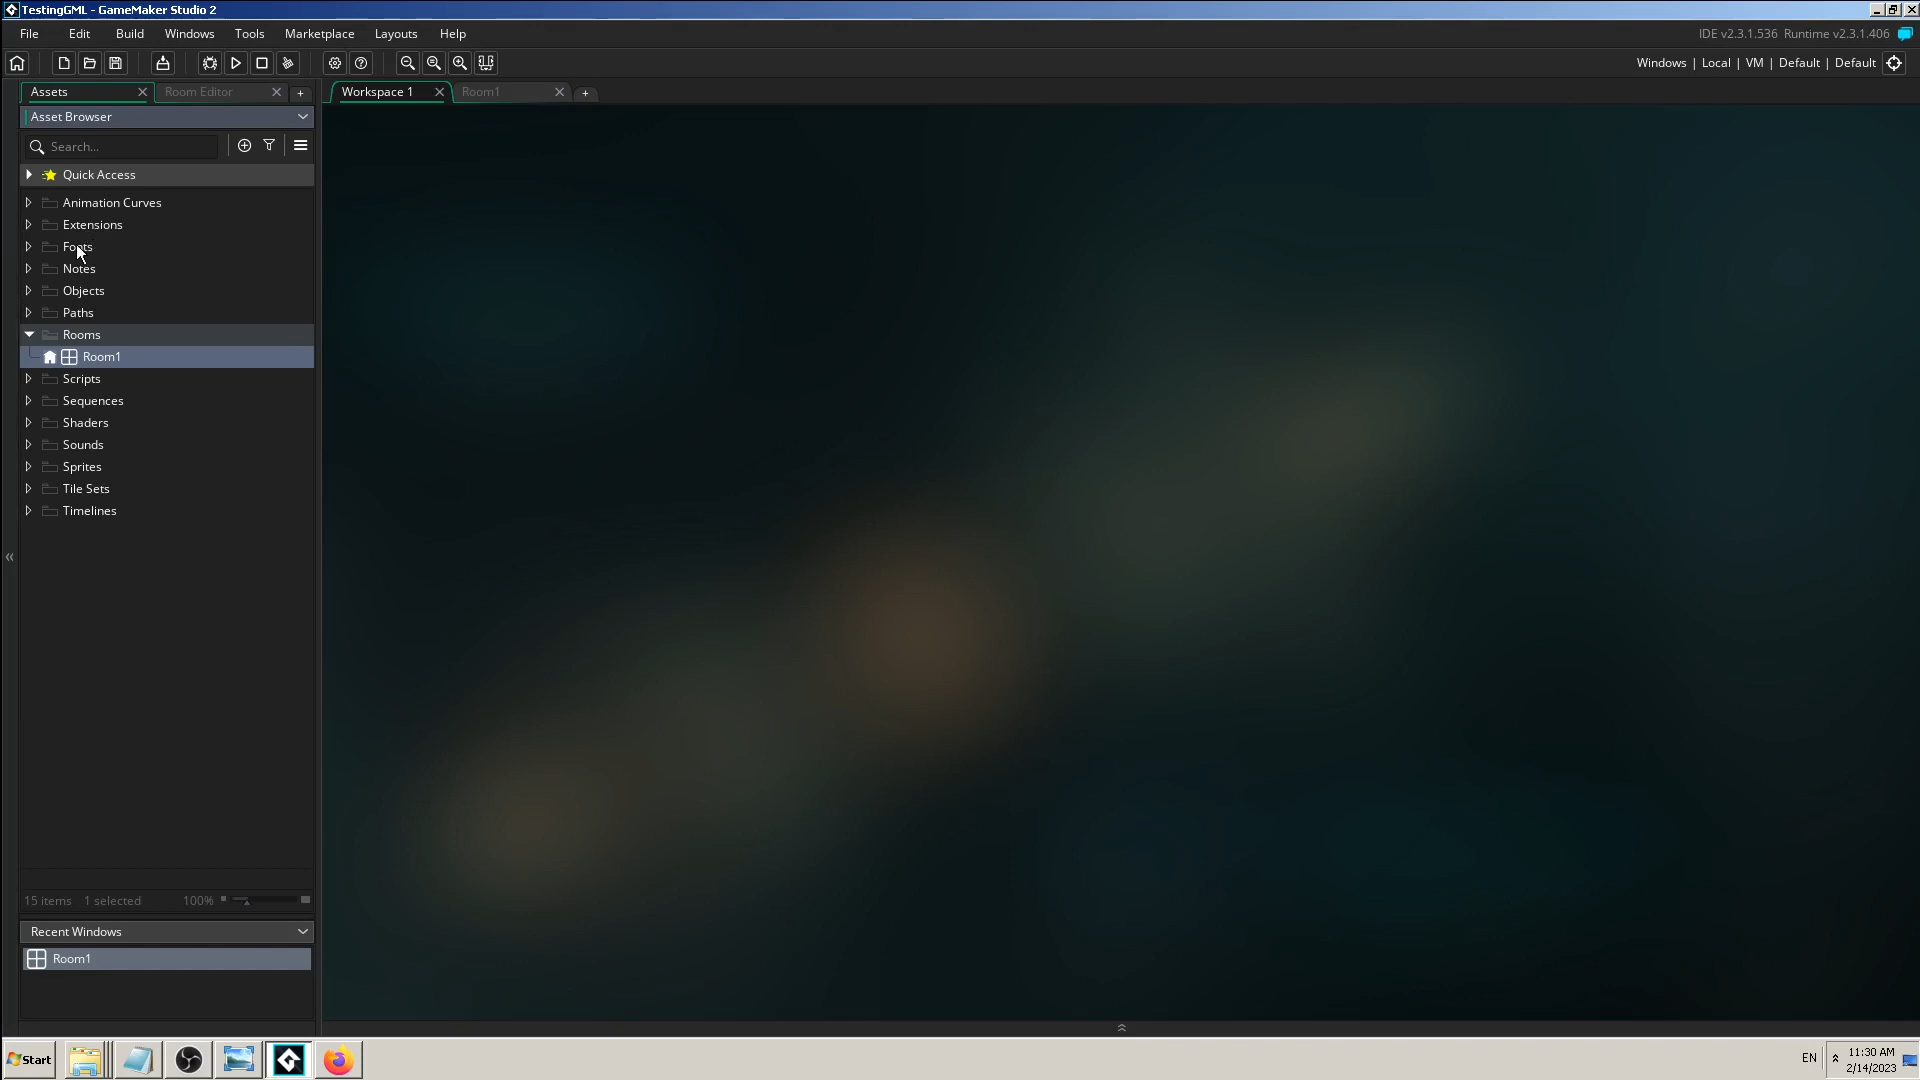 TestingGML - GameMaker Studio 2
File Edit Build Windows Tools Marketplace Layouts Help
IDE v2.3.1.536 Runtime v2.3.1.406
Windows | Local | VM | Default | Default
Assets
Room Editor
Workspace 1
Room1
Asset Browser
Search...
Quick Access
Animation Curves
Extensions
Fonts
Notes
Objects
Paths
Rooms
Room1
Scripts
Sequences
Shaders
Sounds
Sprites
Tile Sets
Timelines
15 items 1 selected 100%
Recent Windows
Room1
Start
EN
11:30 AM
2/14/2023